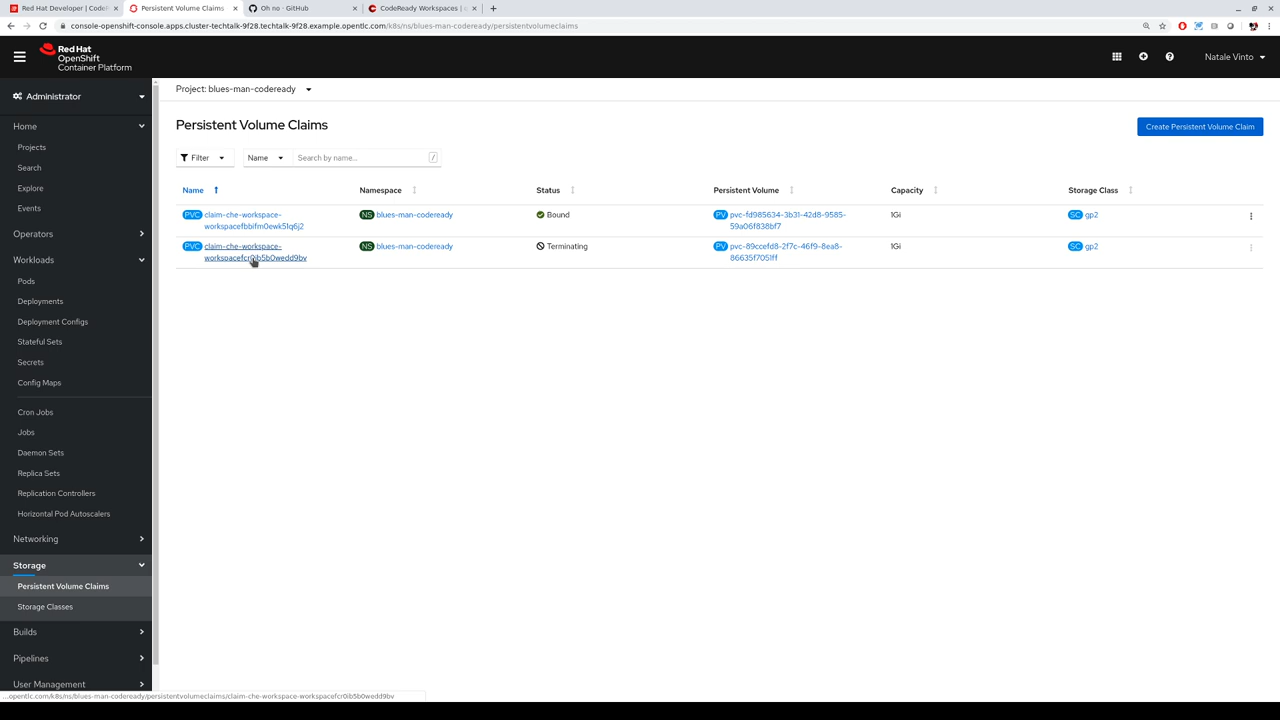 Red Hat Developer | CodeR
Persistent Volume Claims
Oh no · GitHub
CodeReady Workspaces |
console-openshift-console.apps.cluster-techtalk-9f28.techtalk-9f28.example.opentlc.com/k8s/ns/blues-man-codeready/persistentvolumeclaims
Red Hat
OpenShift
Container Platform
Natale Vinto
Administrator
Home
Projects
Search
Explore
Events
Operators
Workloads
Pods
Deployments
Deployment Configs
Stateful Sets
Secrets
Config Maps
Cron Jobs
Jobs
Daemon Sets
Replica Sets
Replication Controllers
Horizontal Pod Autoscalers
Networking
Storage
Persistent Volume Claims
Storage Classes
Builds
Pipelines
User Management
Project: blues-man-codeready
Persistent Volume Claims
Create Persistent Volume Claim
Filter Name Search by name... /
Name Namespace Status Persistent Volume Capacity Storage Class
PVC claim-che-workspace- NS blues-man-codeready Bound PV pvc-fd985634-3b31-42d8-9585- 1Gi SC gp2
workspacefbbifm0ewk51q6j2 59a06f838bf7
PVC claim-che-workspace- NS blues-man-codeready Terminating PV pvc-89ccefd8-2f7c-46f9-8ea8- 1Gi SC gp2
workspacefcr0ib5b0wedd9bv 86635f7051ff
...opentlc.com/k8s/ns/blues-man-codeready/persistentvolumeclaims/claim-che-workspace-workspacefcr0ib5b0wedd9bv